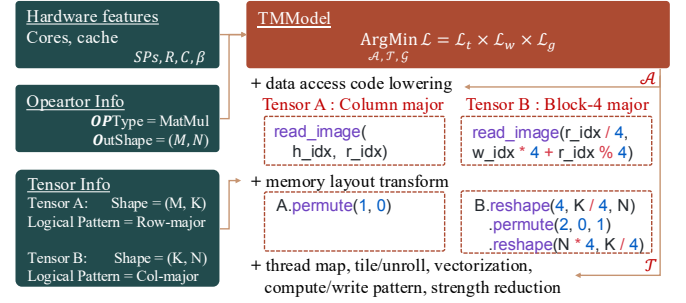 Hardware features
Cores, cache
SPs, R, C, β
Opeartor Info
OPType = MatMul
OutShape = (M, N)
Tensor Info
Tensor A: Shape = (M, K)
Logical Pattern = Row-major
Tensor B: Shape = (K, N)
Logical Pattern = Col-major
TMModel
ArgMin ℒ = ℒt × ℒw × ℒg
𝒜, 𝒯, 𝒢
+ data access code lowering
𝒜
Tensor A : Column major
read_image(
h_idx, r_idx)
Tensor B : Block-4 major
read_image(r_idx / 4,
w_idx * 4 + r_idx % 4)
+ memory layout transform
A.permute(1, 0)
B.reshape(4, K / 4, N)
.permute(2, 0, 1)
.reshape(N * 4, K / 4)
+ thread map, tile/unroll, vectorization,
compute/write pattern, strength reduction
𝒯